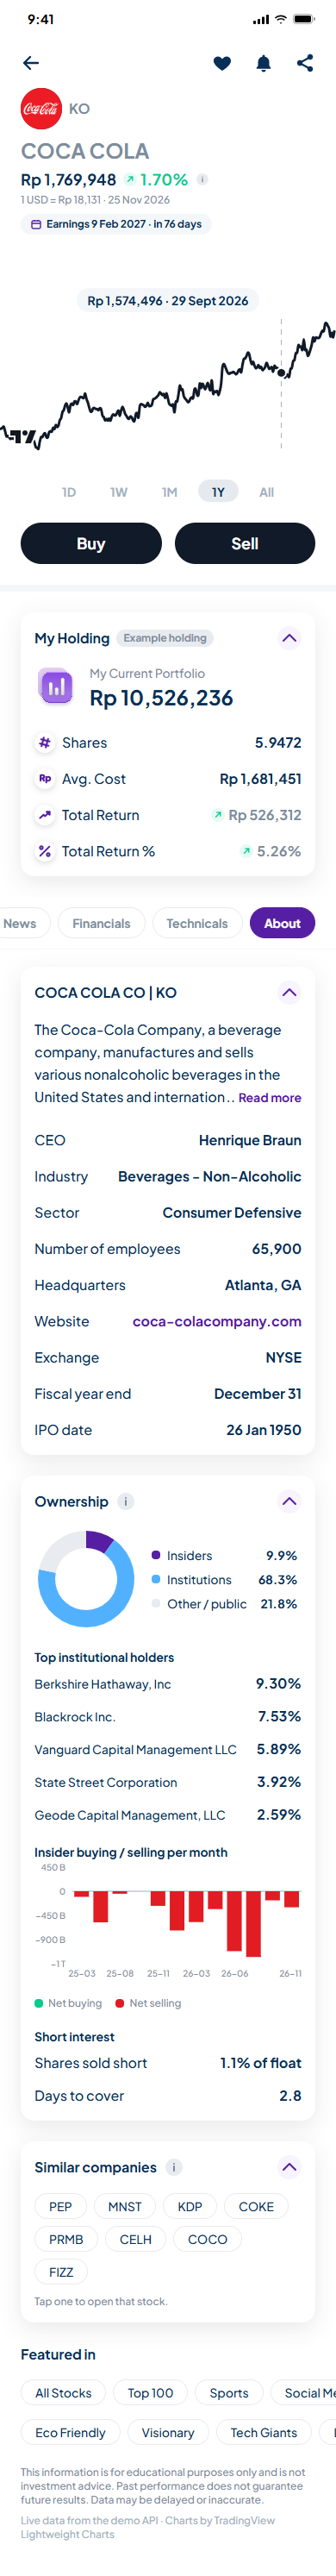 9:41
Coca-Cola
KO
COCA COLA
Rp 1,769,948 1.70% i
1 USD = Rp 18,131 · 25 Nov 2026
Earnings 9 Feb 2027 · In 76 days
Rp 1,574,496 · 29 Sept 2026
1D 1W 1M 1Y All
Buy Sell
My Holding Example holding
My Current Portfolio
Rp 10,526,236
Shares 5.9472
Rp Avg. Cost Rp 1,681,451
Total Return Rp 526,312
Total Return % 5.26%
News Financials Technicals About
COCA COLA CO | KO
The Coca-Cola Company, a beverage
company, manufactures and sells
various nonalcoholic beverages in the
United States and internation.. Read more
CEO Henrique Braun
Industry Beverages - Non-Alcoholic
Sector Consumer Defensive
Number of employees 65,900
Headquarters Atlanta, GA
Website coca-colacompany.com
Exchange NYSE
Fiscal year end December 31
IPO date 26 Jan 1950
Ownership i
Insiders 9.9%
Institutions 68.3%
Other / public 21.8%
Top institutional holders
Berkshire Hathaway, Inc 9.30%
Blackrock Inc. 7.53%
Vanguard Capital Management LLC 5.89%
State Street Corporation 3.92%
Geode Capital Management, LLC 2.59%
Insider buying / selling per month
450 B
0
-450 B
-900 B
-1 T
25-03 25-08 25-11 26-03 26-06 26-11
Net buying Net selling
Short interest
Shares sold short 1.1% of float
Days to cover 2.8
Similar companies i
PEP MNST KDP COKE
PRMB CELH COCO
FIZZ
Tap one to open that stock.
Featured in
All Stocks Top 100 Sports Social Me
Eco Friendly Visionary Tech Giants
This information is for educational purposes only and is not
investment advice. Past performance does not guarantee
future results. Data may be delayed or inaccurate.
Live data from the demo API · Charts by TradingView
Lightweight Charts